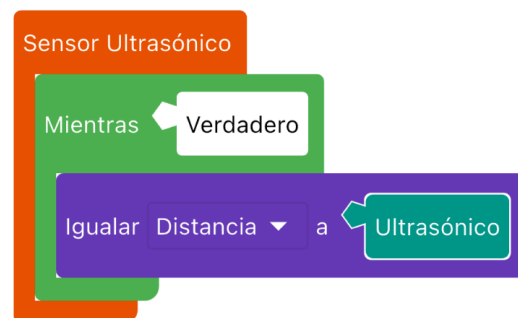 Sensor Ultrasónico
Mientras Verdadero
Igualar Distancia a Ultrasónico